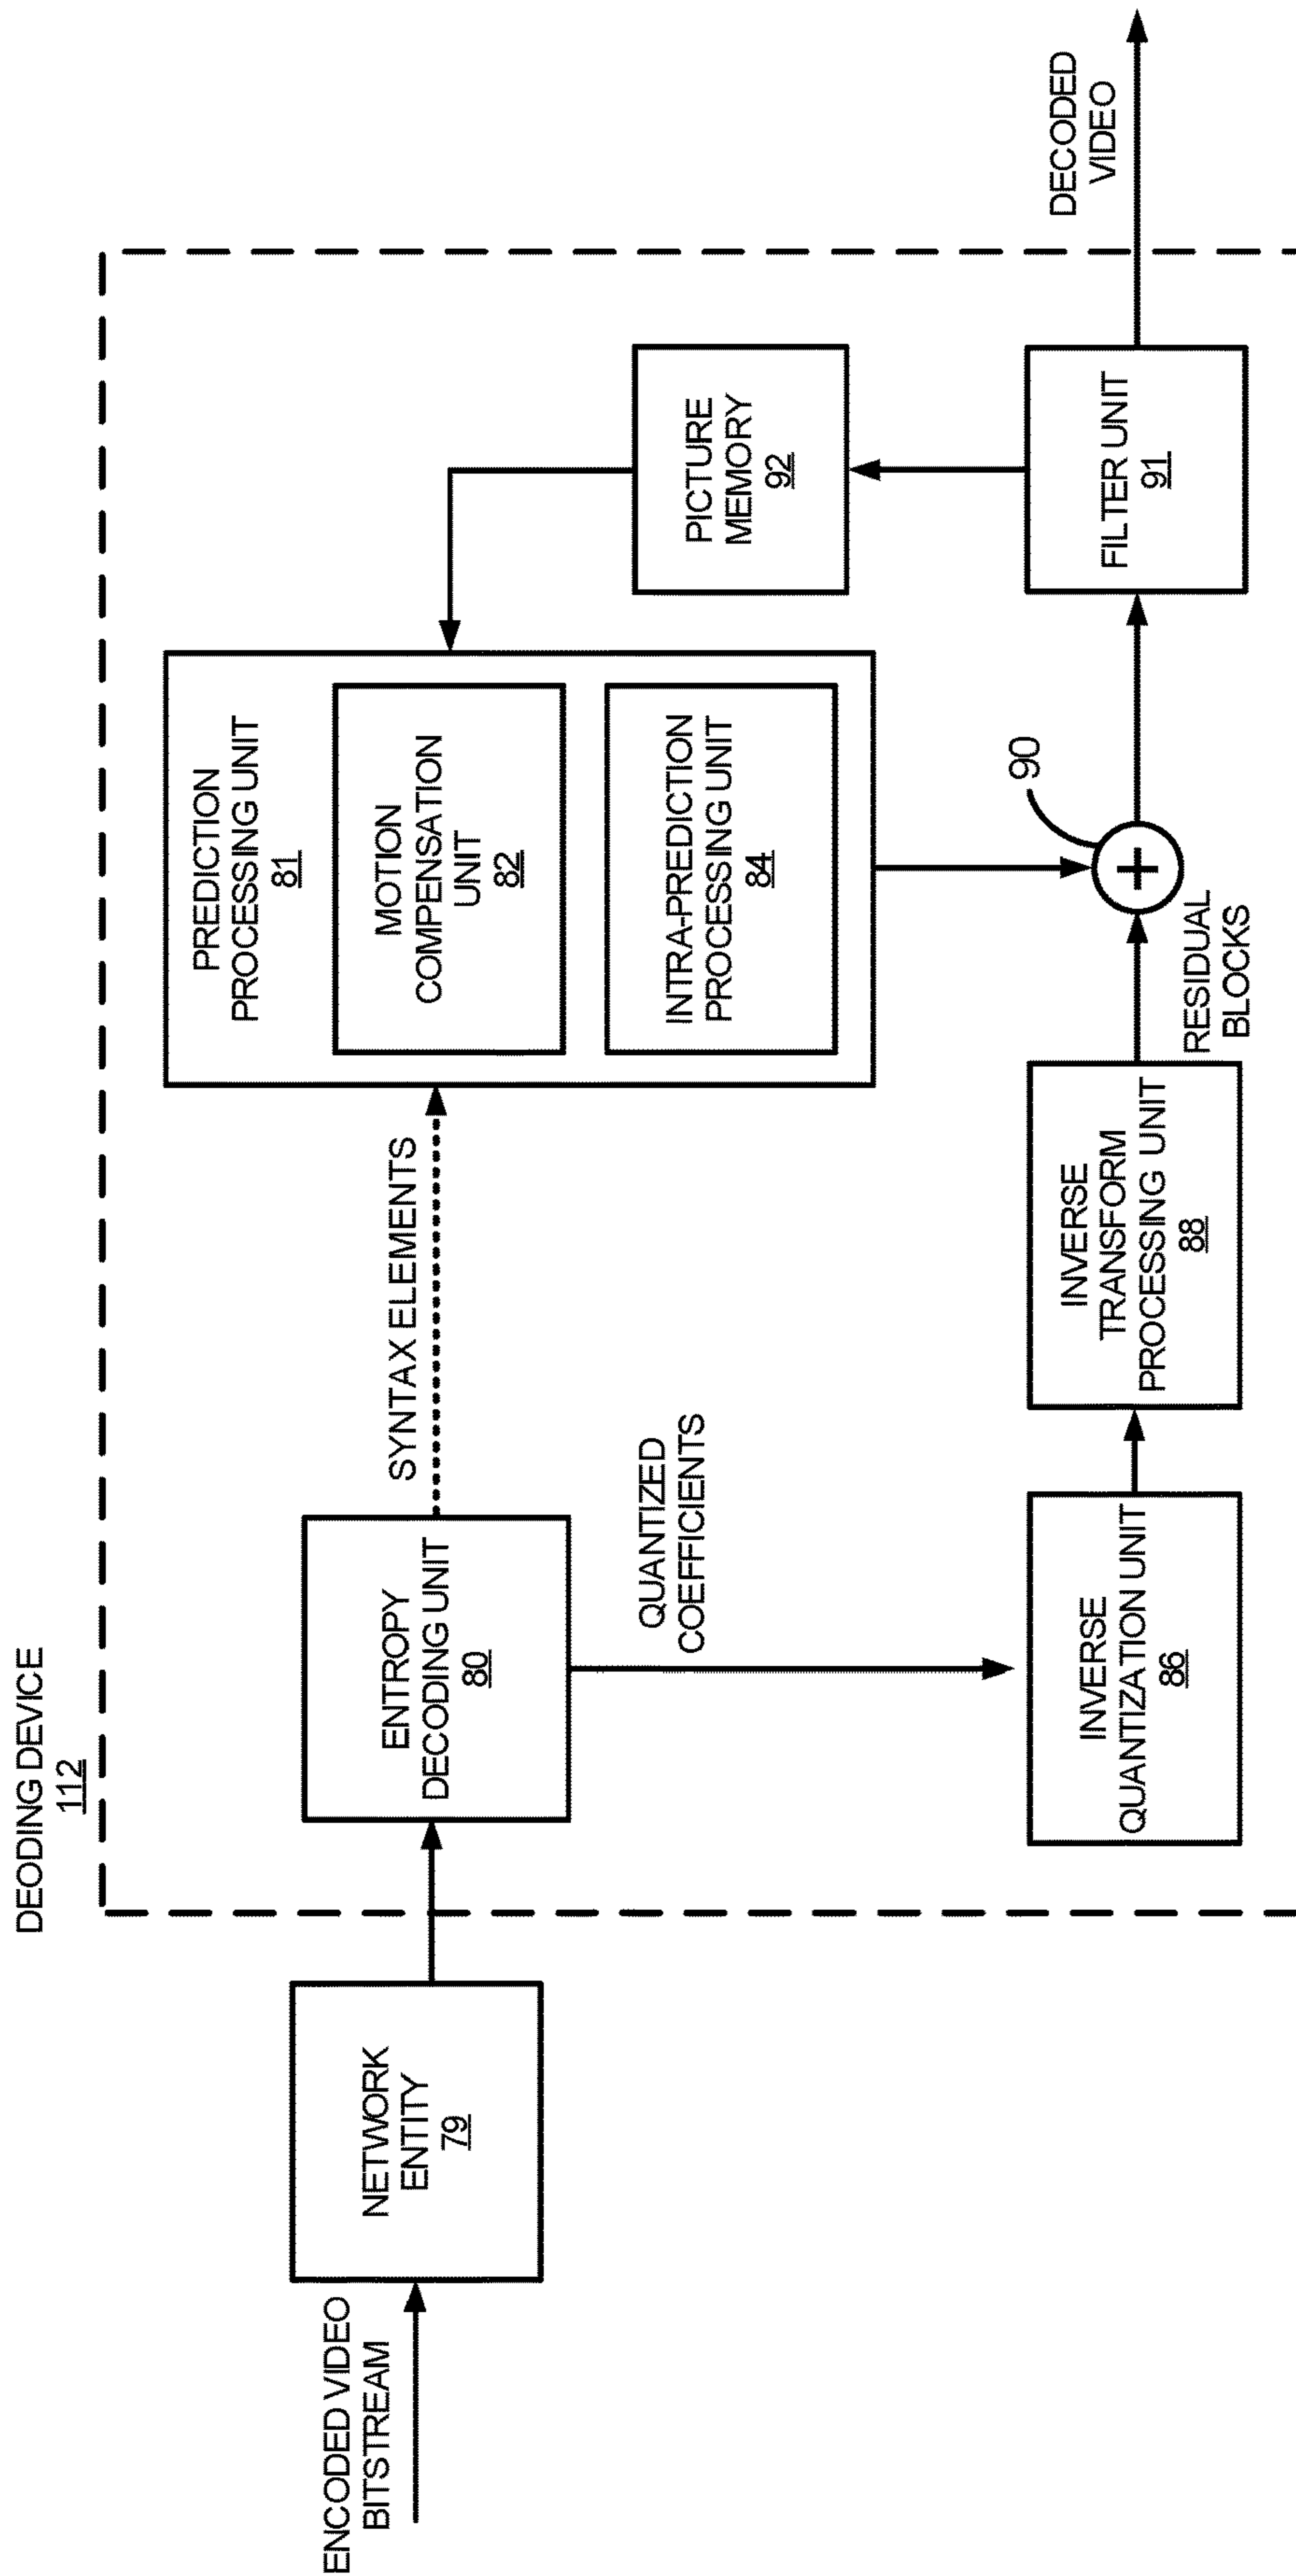 DEODING DEVICE
112
ENCODED VIDEO
BITSTREAM
NETWORK
ENTITY
79
ENTROPY
DECODING UNIT
80
SYNTAX ELEMENTS
QUANTIZED
COEFFICIENTS
PREDICTION
PROCESSING UNIT
81
MOTION
COMPENSATION
UNIT
82
INTRA-PREDICTION
PROCESSING UNIT
84
PICTURE
MEMORY
92
INVERSE
QUANTIZATION UNIT
86
INVERSE
TRANSFORM
PROCESSING UNIT
88
RESIDUAL
BLOCKS
90
+
FILTER UNIT
91
DECODED
VIDEO